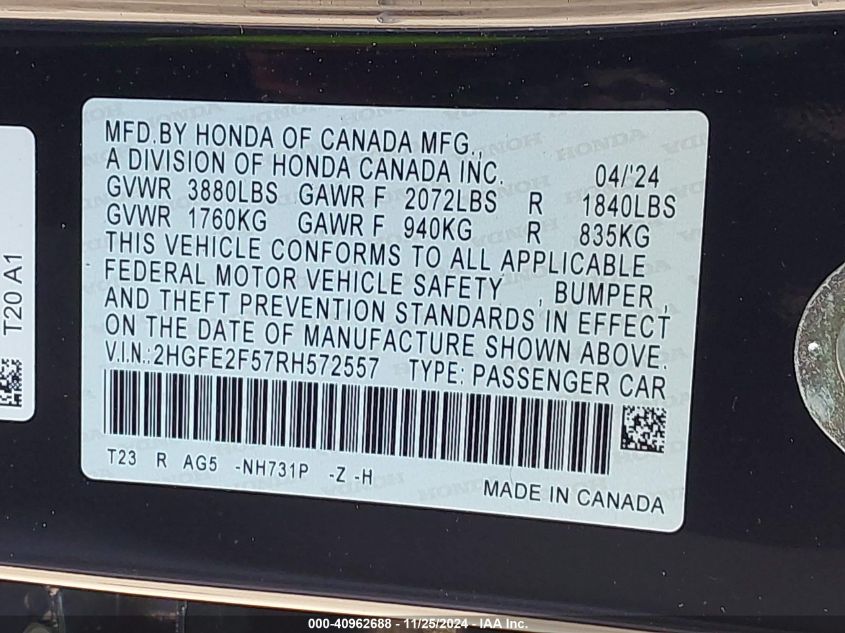 MFD.BY HONDA OF CANADA MFG.,
A DIVISION OF HONDA CANADA INC. 04/'24
GVWR 3880LBS GAWR F 2072LBS R 1840LBS
GVWR 1760KG GAWR F 940KG R 835KG
THIS VEHICLE CONFORMS TO ALL APPLICABLE
FEDERAL MOTOR VEHICLE SAFETY , BUMPER ,
AND THEFT PREVENTION STANDARDS IN EFFECT
ON THE DATE OF MANUFACTURE SHOWN ABOVE.
V.I.N.:2HGFE2F57RH572557 TYPE: PASSENGER CAR
T23 R AG5 -NH731P -Z -H
MADE IN CANADA
T20 A1
000-40962688 - 11/25/2024 - IAA Inc.